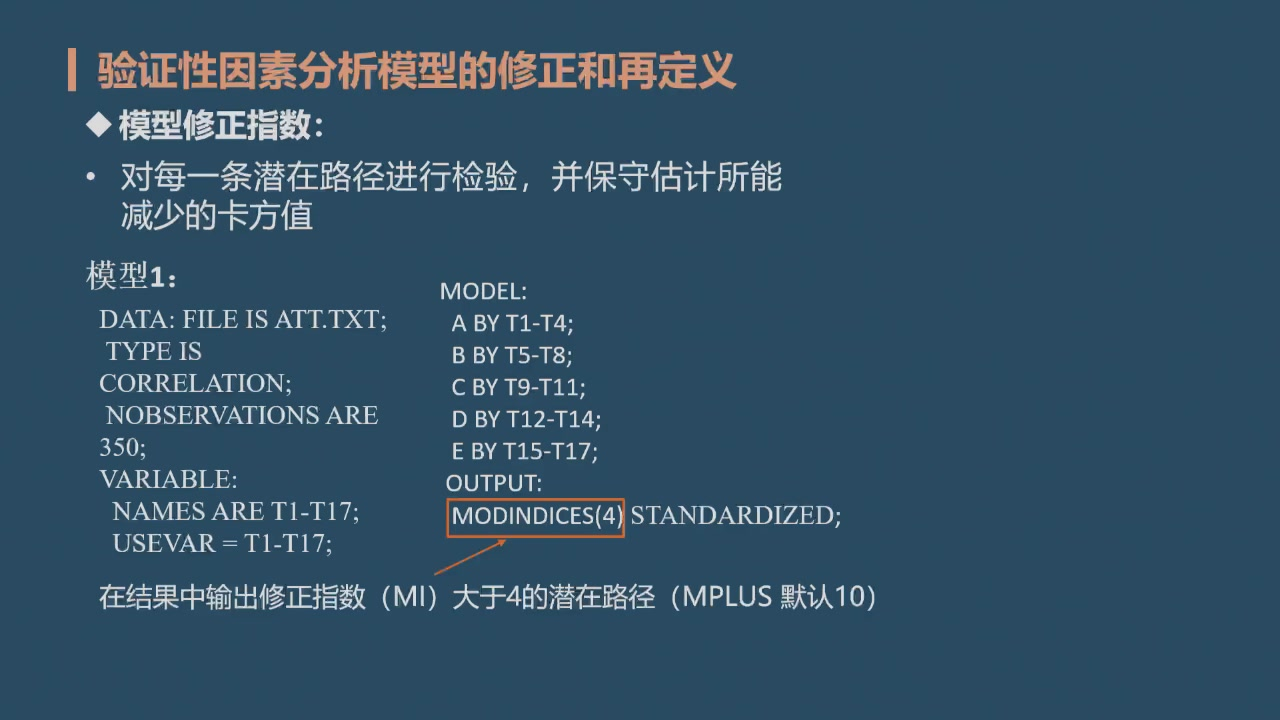 验证性因素分析模型的修正和再定义
◆模型修正指数：
• 对每一条潜在路径进行检验，并保守估计所能
减少的卡方值
模型1：
DATA: FILE IS ATT.TXT;
TYPE IS
CORRELATION;
NOBSERVATIONS ARE
350;
VARIABLE:
NAMES ARE T1-T17;
USEVAR = T1-T17;
MODEL:
A BY T1-T4;
B BY T5-T8;
C BY T9-T11;
D BY T12-T14;
E BY T15-T17;
OUTPUT:
MODINDICES(4) STANDARDIZED;
在结果中输出修正指数（MI）大于4的潜在路径（MPLUS 默认10）